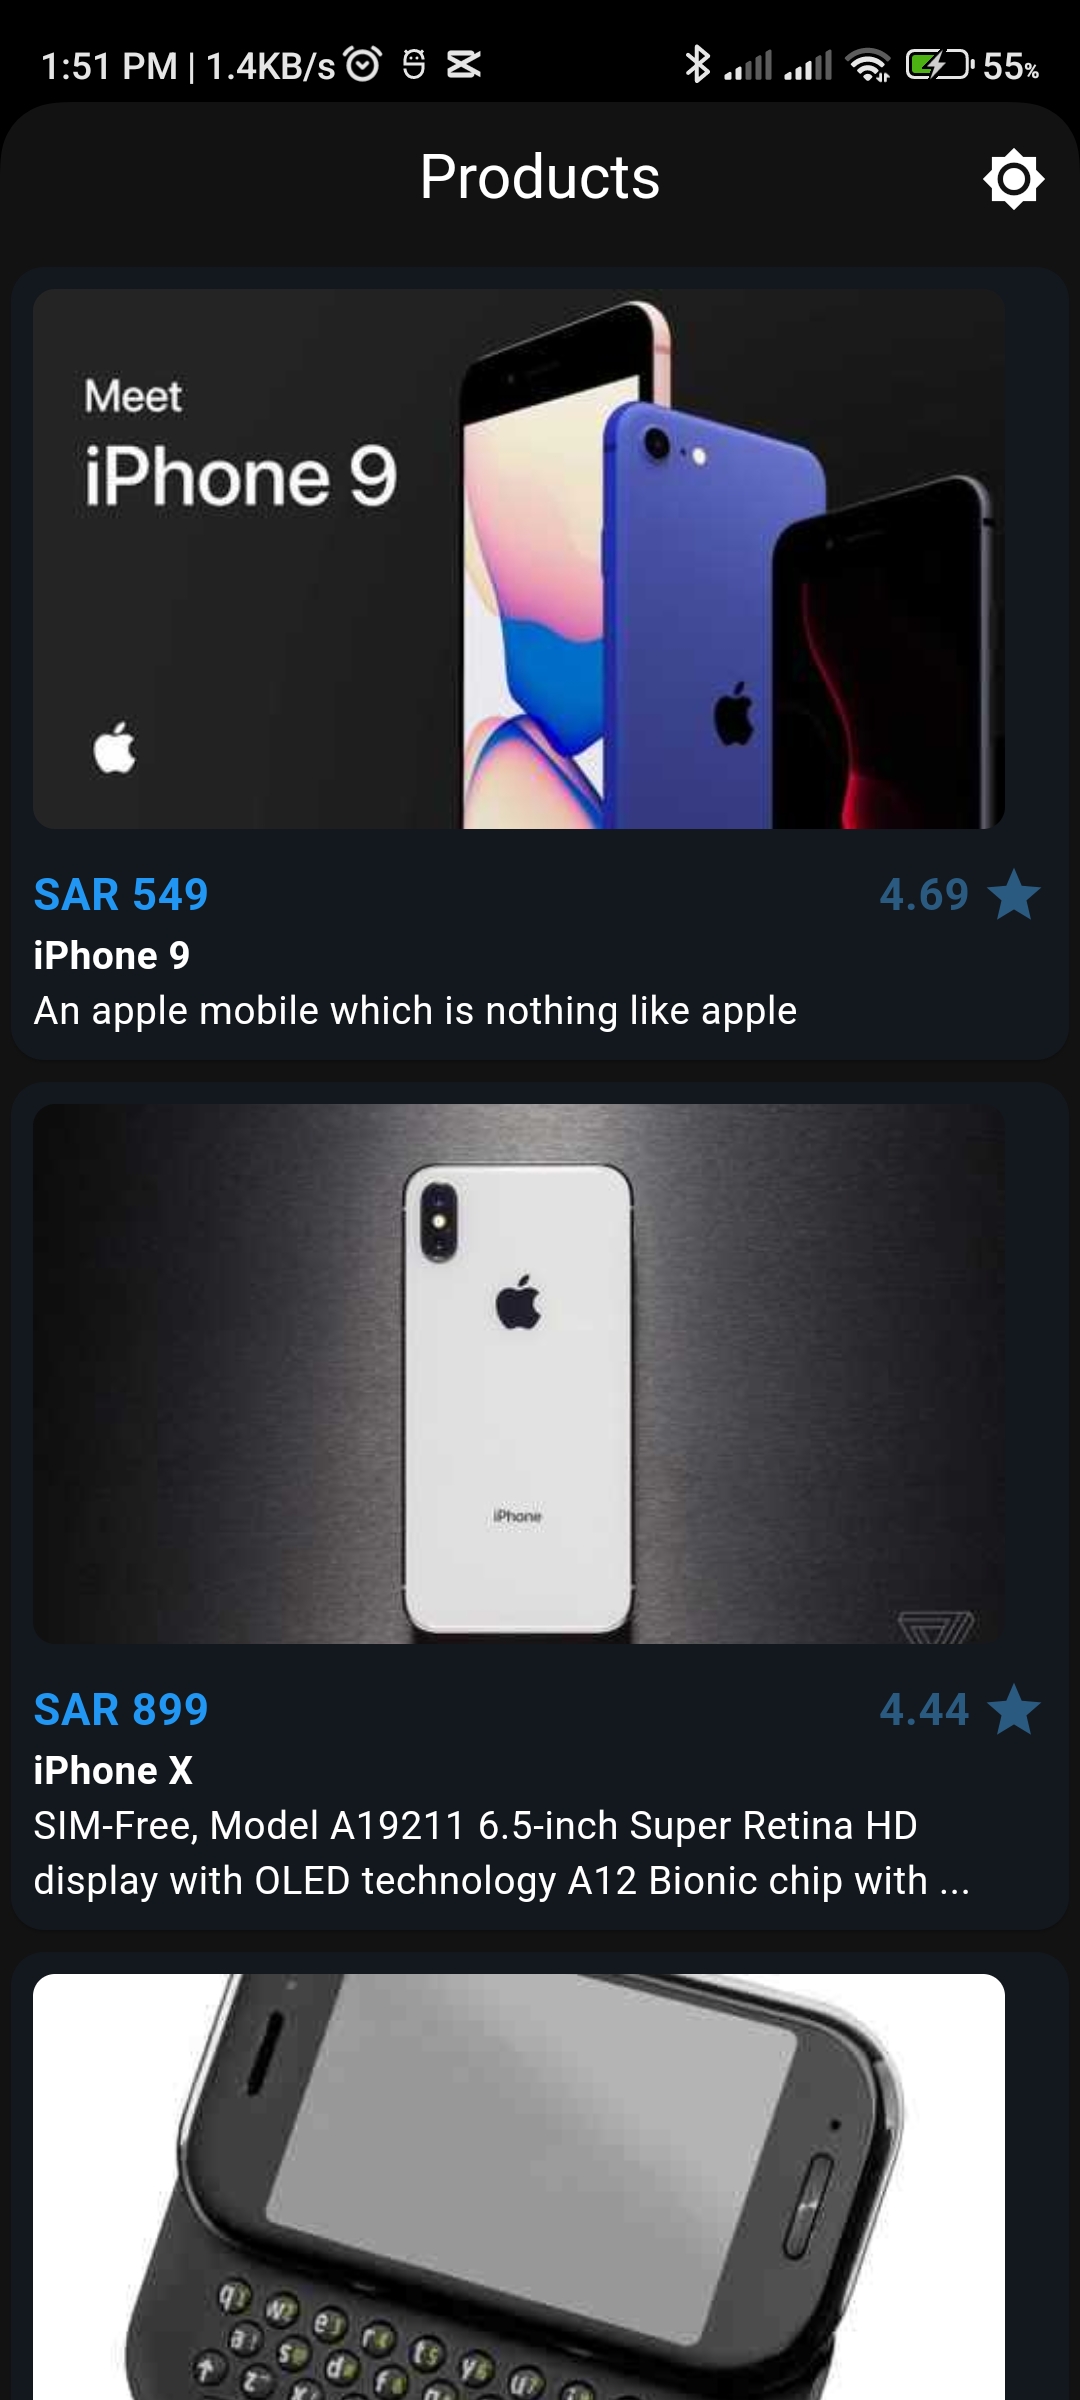 1:51 PM | 1.4KB/s
55%
Products
Meet
iPhone 9
SAR 549
4.69
iPhone 9
An apple mobile which is nothing like apple
iPhone
SAR 899
4.44
iPhone X
SIM-Free, Model A19211 6.5-inch Super Retina HD
display with OLED technology A12 Bionic chip with ...
q w e r t y u
a s d f
z x